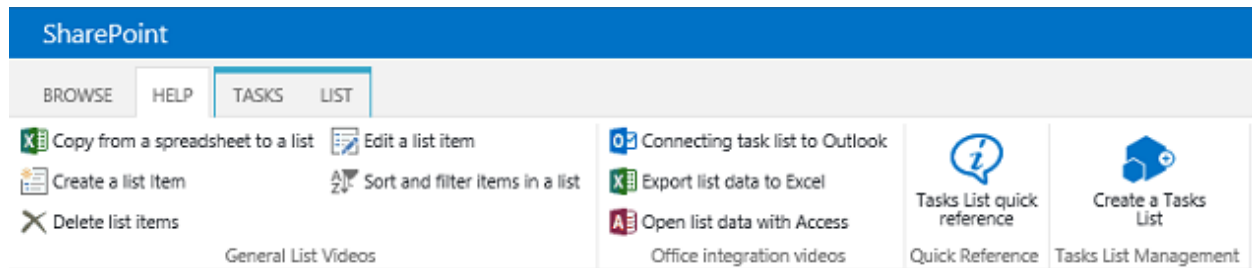 SharePoint
BROWSE HELP TASKS LIST
Copy from a spreadsheet to a list
Create a list Item
Delete list items
Edit a list item
Sort and filter items in a list
General List Videos
Connecting task list to Outlook
Export list data to Excel
Open list data with Access
Office integration videos
Tasks List quick
reference
Quick Reference
Create a Tasks
List
Tasks List Management